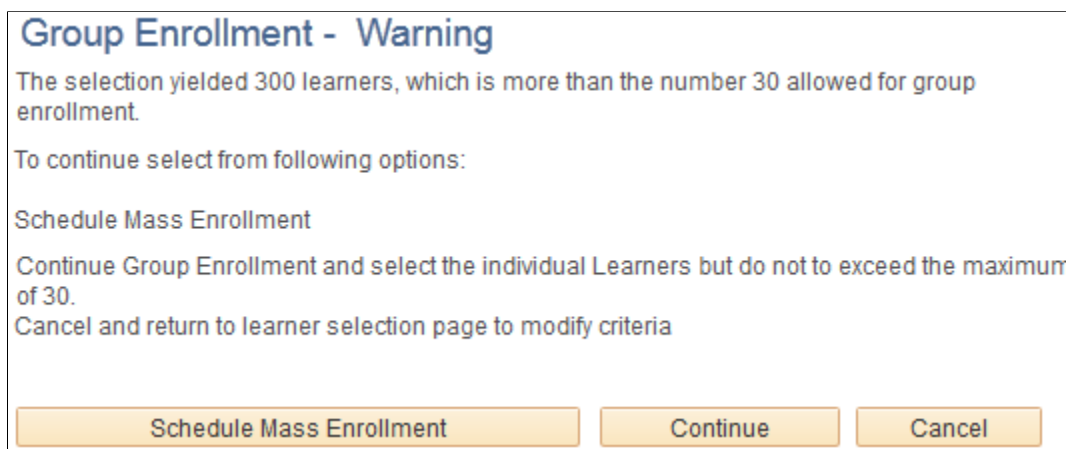 Group Enrollment - Warning
The selection yielded 300 learners, which is more than the number 30 allowed for group
enrollment.
To continue select from following options:
Schedule Mass Enrollment
Continue Group Enrollment and select the individual Learners but do not to exceed the maximum
of 30.
Cancel and return to learner selection page to modify criteria
Schedule Mass Enrollment Continue Cancel